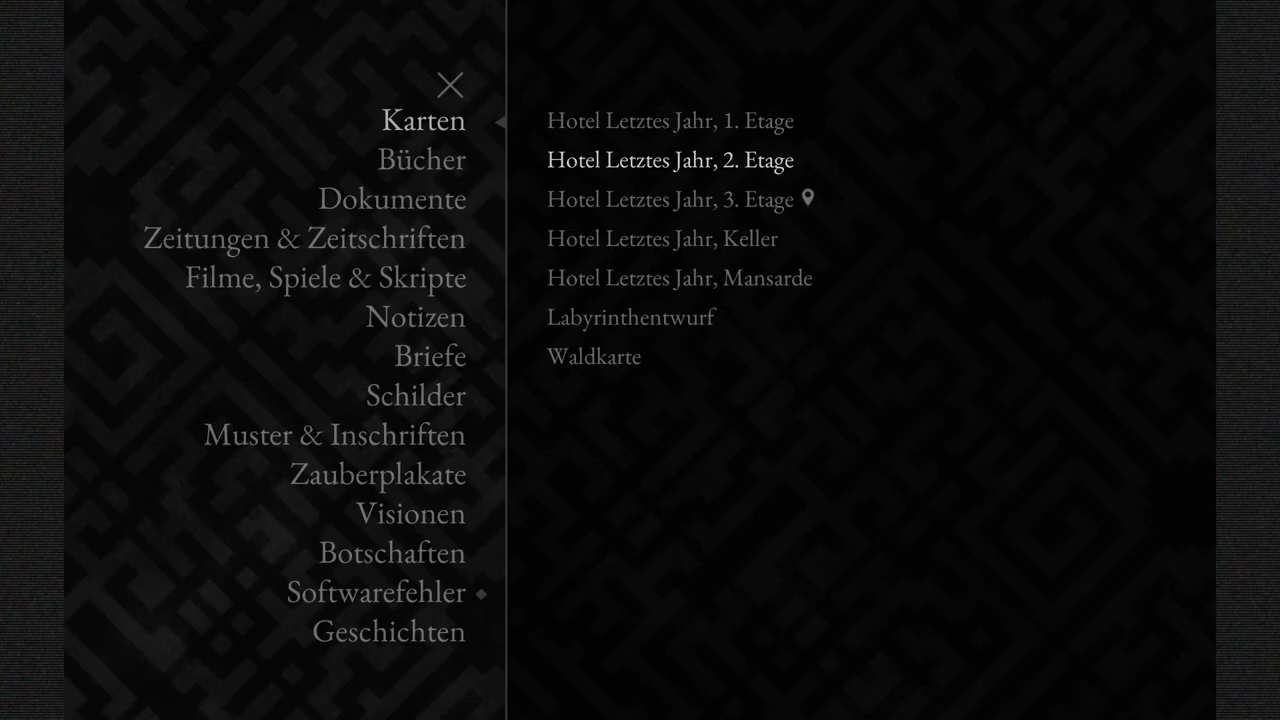 Karten
Bücher
Dokumente
Zeitungen & Zeitschriften
Filme, Spiele & Skripte
Notizen
Briefe
Schilder
Muster & Inschriften
Zauberplakate
Visionen
Botschaften
Softwarefehler
Geschichten
Hotel Letztes Jahr, 1. Etage
Hotel Letztes Jahr, 2. Etage
Hotel Letztes Jahr, 3. Etage
Hotel Letztes Jahr, Keller
Hotel Letztes Jahr, Mansarde
Labyrinthentwurf
Waldkarte